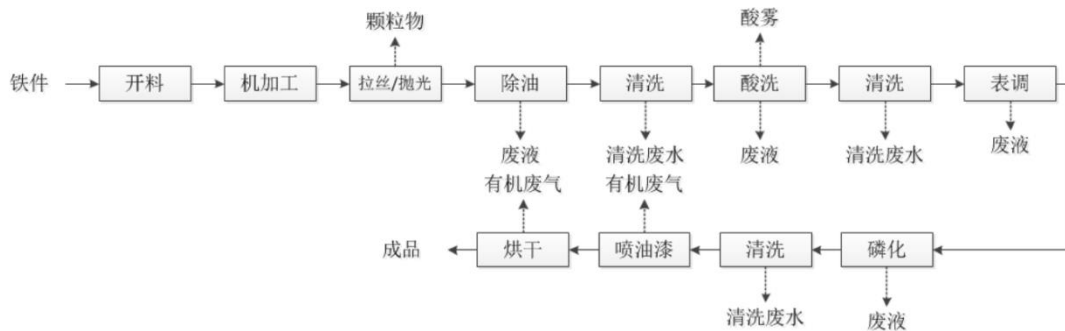 颗粒物
酸雾
铁件
开料
机加工
拉丝/抛光
除油
清洗
酸洗
清洗
表调
废液
清洗废水
废液
清洗废水
废液
有机废气
有机废气
成品
烘干
喷油漆
清洗
磷化
清洗废水
废液